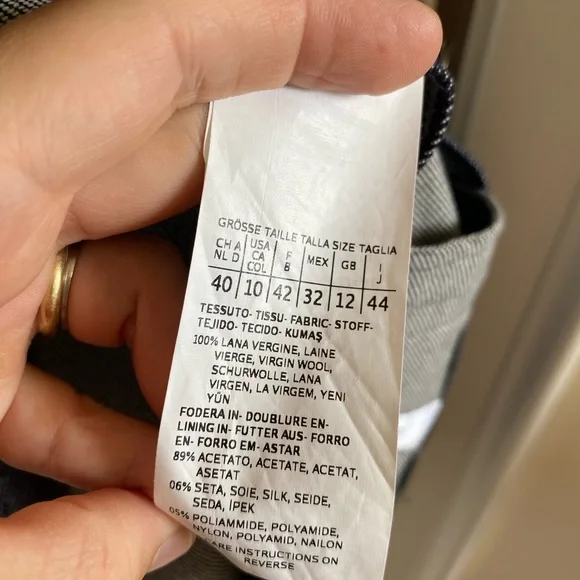 GRÖSSE TAILLE TALLA SIZE TAGLIA
CH A NL D | USA CA COL | F B | MEX | GB | I J
40 | 10 | 42 | 32 | 12 | 44
TESSUTO- TISSU- FABRIC- STOFF-
TEJIDO- TECIDO- KUMAŞ
100% LANA VERGINE, LAINE
VIERGE, VIRGIN WOOL,
SCHURWOLLE, LANA
VIRGEN, LA VIRGEM, YENI
YÜN
FODERA IN- DOUBLURE EN-
LINING IN- FUTTER AUS- FORRO
EN- FORRO EM- ASTAR
89% ACETATO, ACETATE, ACETAT,
ASETAT
06% SETA, SOIE, SILK, SEIDE,
SEDA, İPEK
05% POLIAMMIDE, POLYAMIDE,
NYLON, POLYAMID, NAILON
CARE INSTRUCTIONS ON
REVERSE